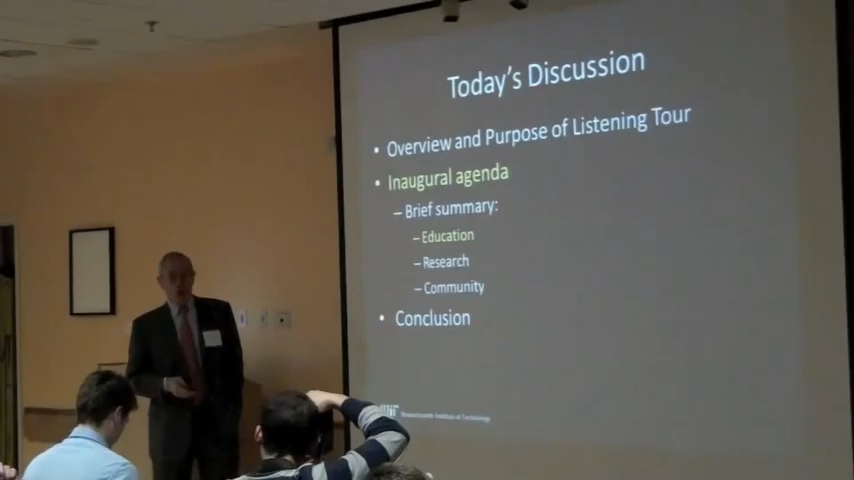 Today's Discussion
• Overview and Purpose of Listening Tour
• Inaugural agenda
– Brief summary:
– Education
– Research
– Community
• Conclusion
MIT Massachusetts Institute of Technology